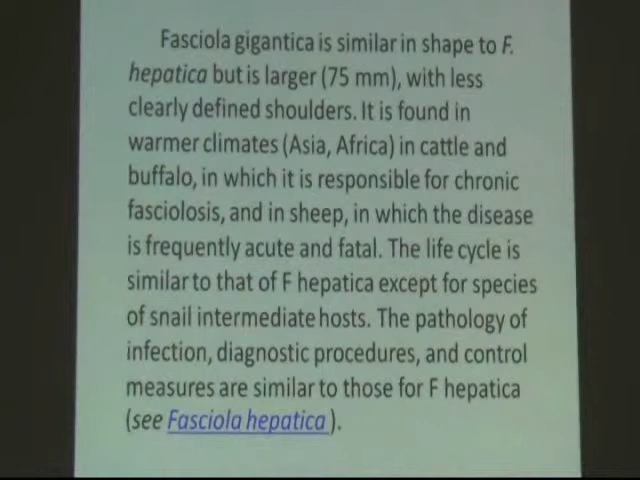 Fasciola gigantica is similar in shape to F.
hepatica but is larger (75 mm), with less
clearly defined shoulders. It is found in
warmer climates (Asia, Africa) in cattle and
buffalo, in which it is responsible for chronic
fasciolosis, and in sheep, in which the disease
is frequently acute and fatal. The life cycle is
similar to that of F hepatica except for species
of snail intermediate hosts. The pathology of
infection, diagnostic procedures, and control
measures are similar to those for F hepatica
(see Fasciola hepatica ).